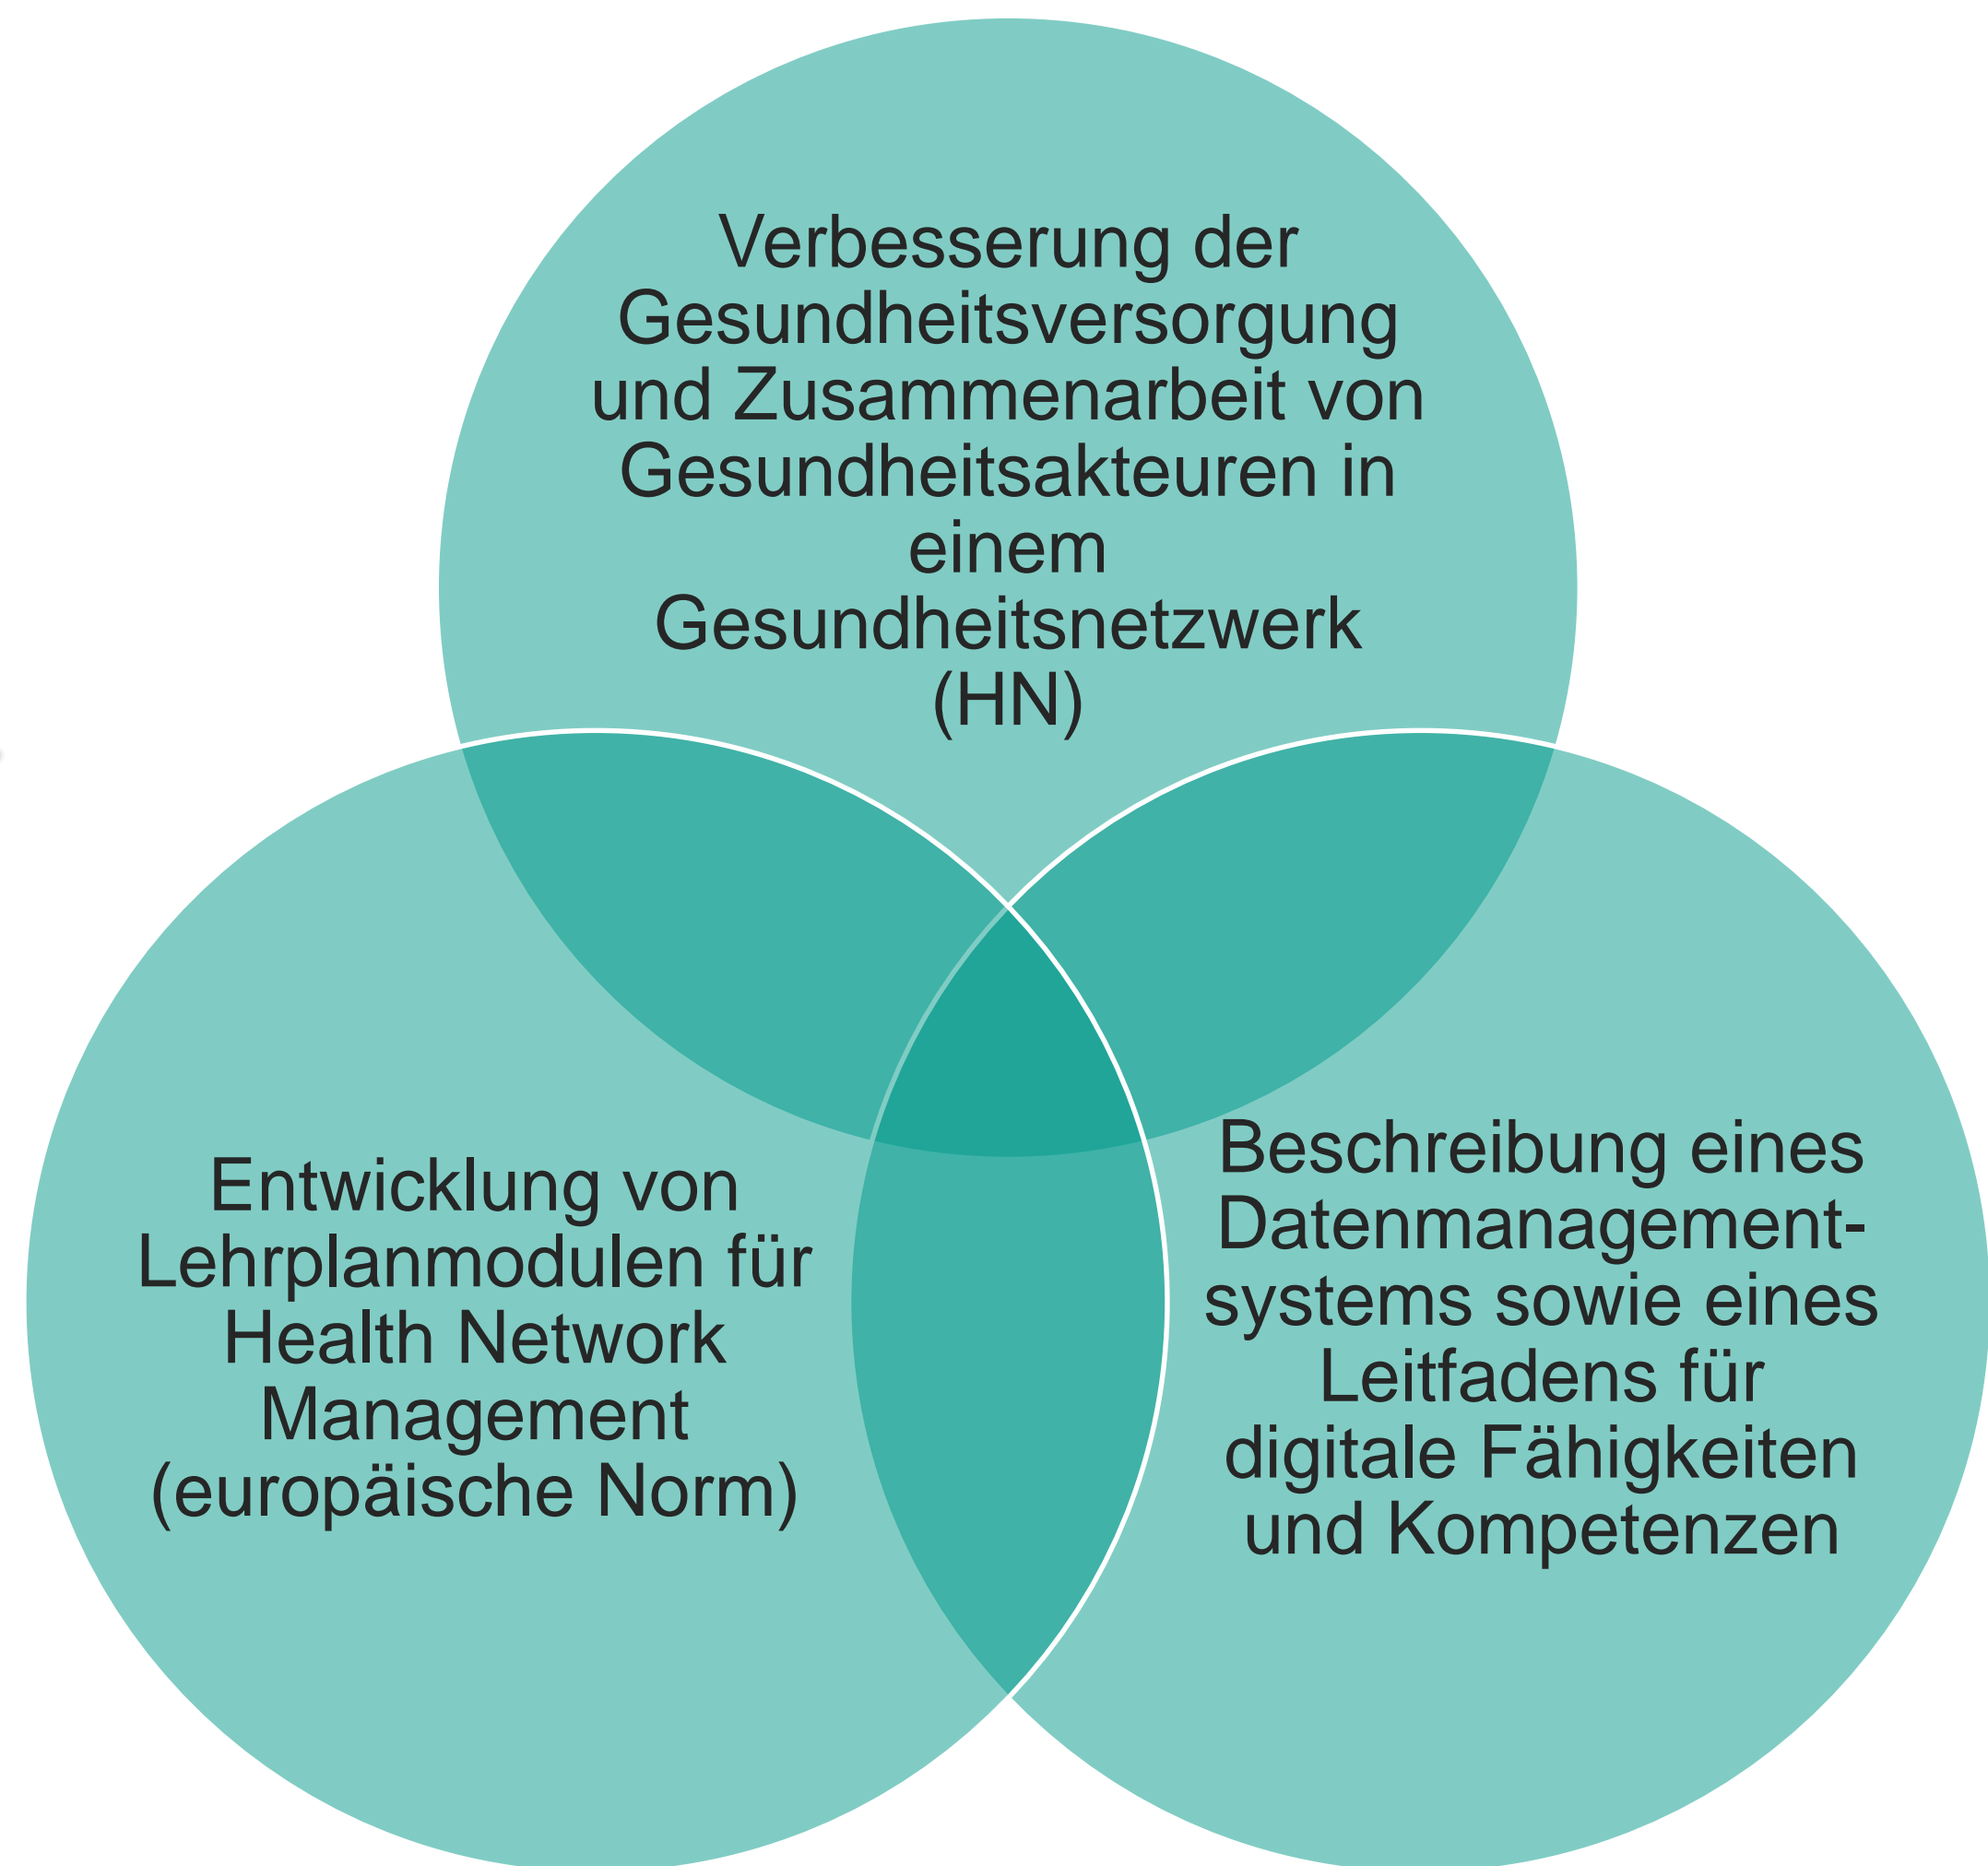 Verbesserung der
Gesundheitsversorgung
und Zusammenarbeit von
Gesundheitsakteuren in
einem
Gesundheitsnetzwerk
(HN)
Entwicklung von
Lehrplanmodulen für
Health Network
Management
(europäische Norm)
Beschreibung eines
Datenmanagement-
systems sowie eines
Leitfadens für
digitale Fähigkeiten
und Kompetenzen